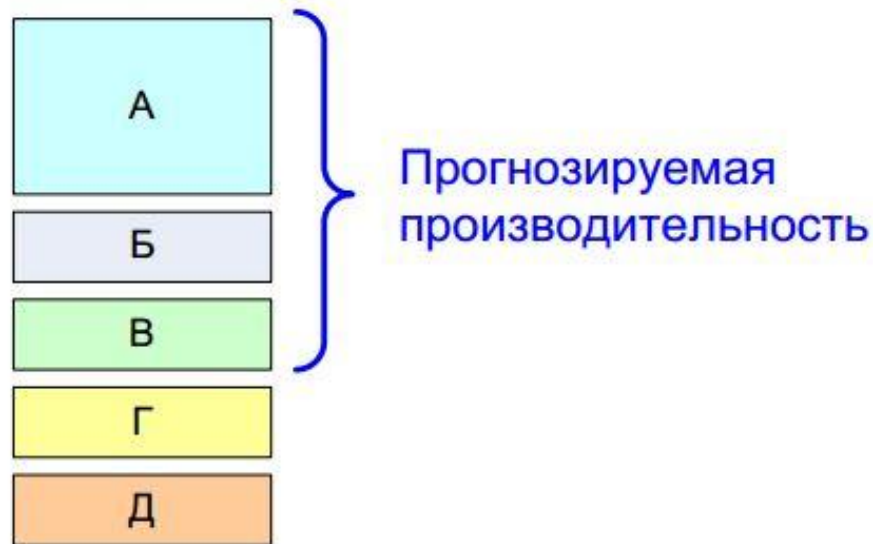 А
Б
В
Г
Д
Прогнозируемая
производительность